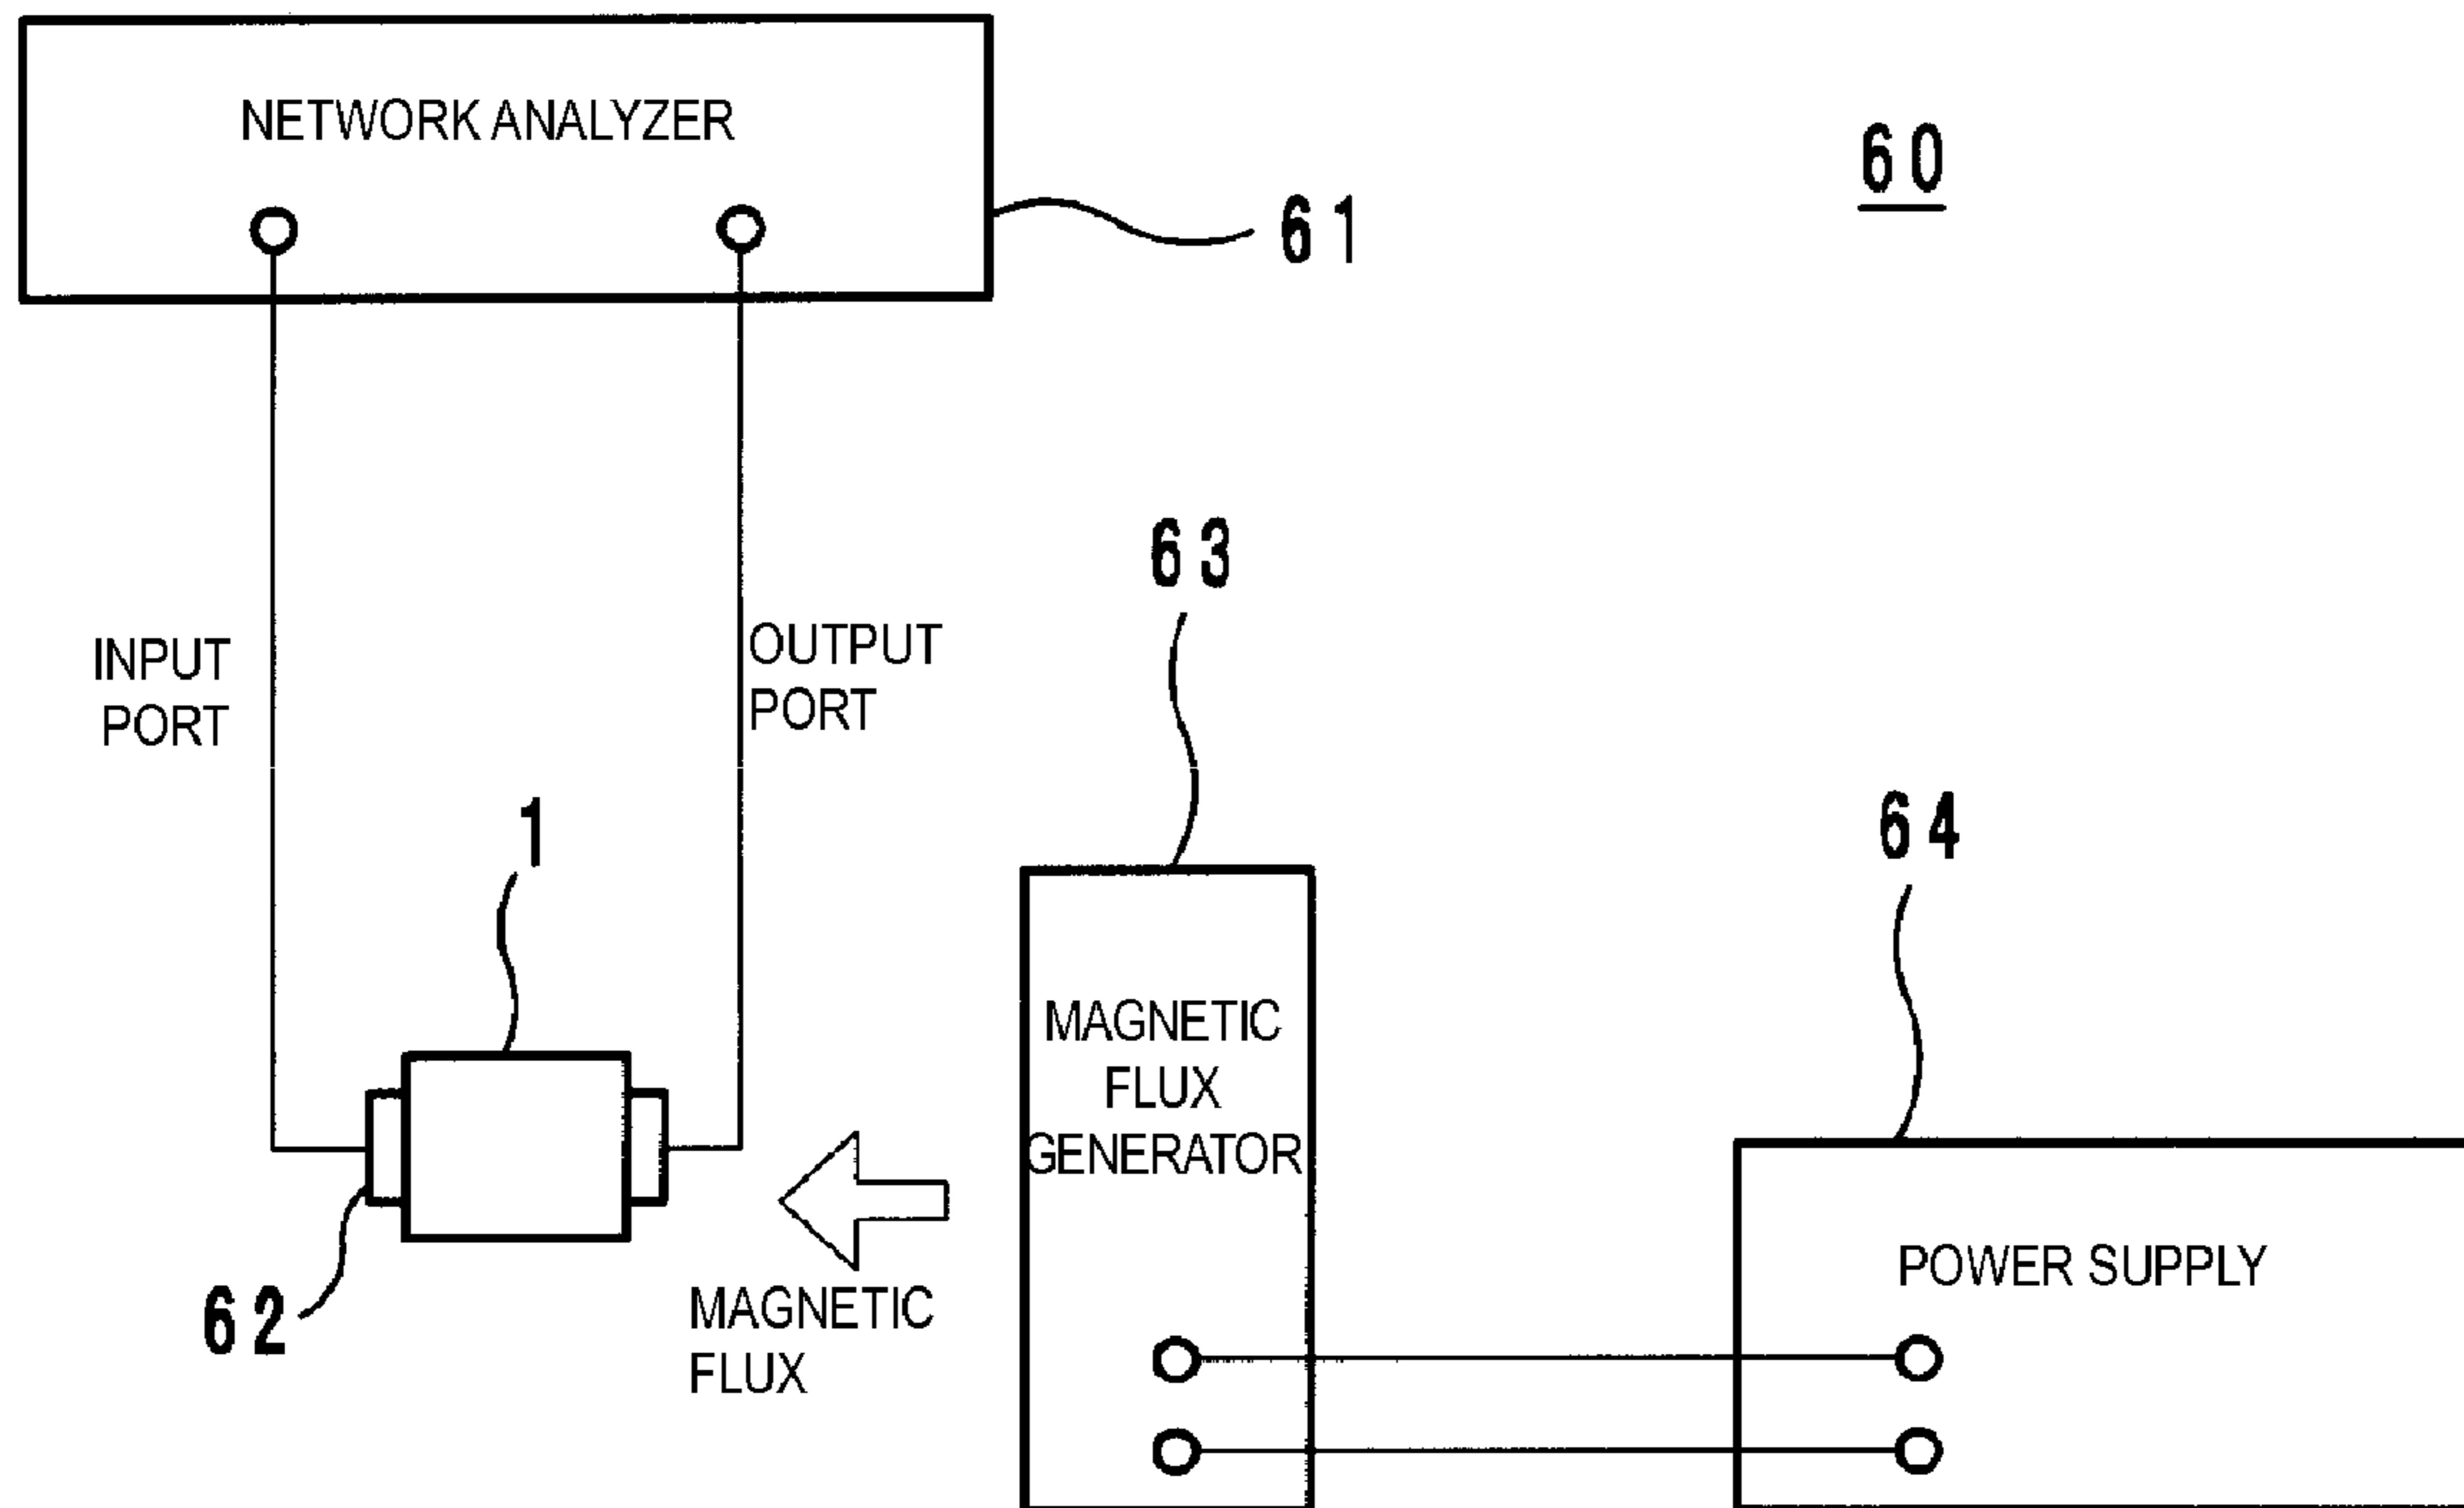 NETWORK ANALYZER
60
61
63
INPUT
PORT
OUTPUT
PORT
1
64
MAGNETIC
FLUX
GENERATOR
POWER SUPPLY
62
MAGNETIC
FLUX